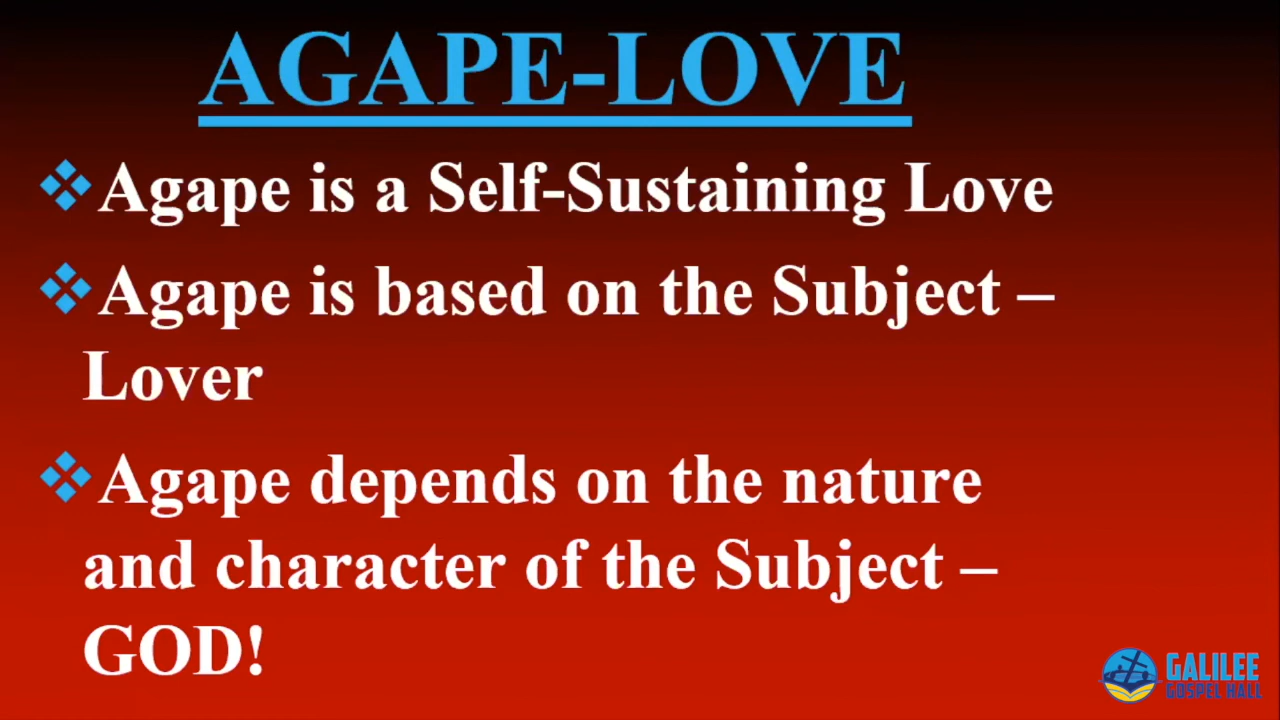 AGAPE-LOVE
Agape is a Self-Sustaining Love
Agape is based on the Subject –
Lover
Agape depends on the nature
and character of the Subject –
GOD!
GALILEE
GOSPEL HALL